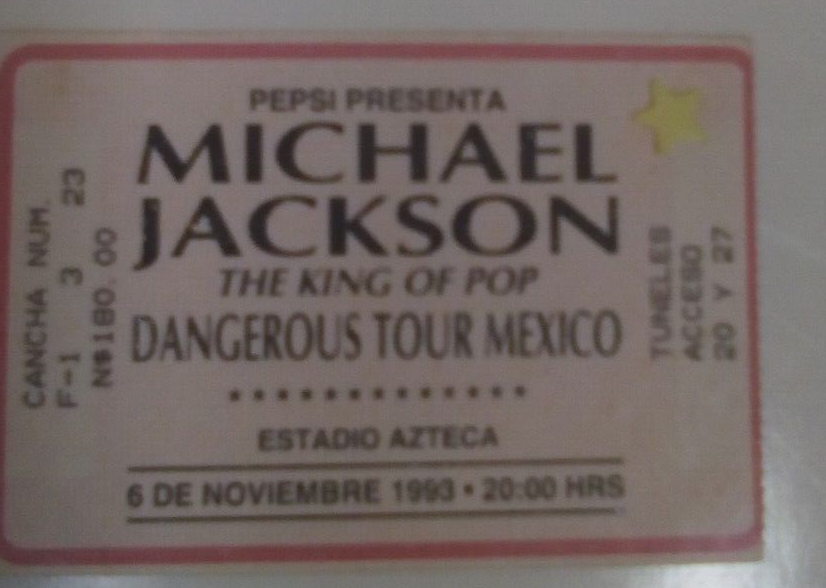 CANCHA NUM.
F-1 3 23
N$180.00
PEPSI PRESENTA
MICHAEL
JACKSON
THE KING OF POP
DANGEROUS TOUR MEXICO
ESTADIO AZTECA
6 DE NOVIEMBRE 1993 • 20:00 HRS
TUNELES
ACCESO
20 Y 27